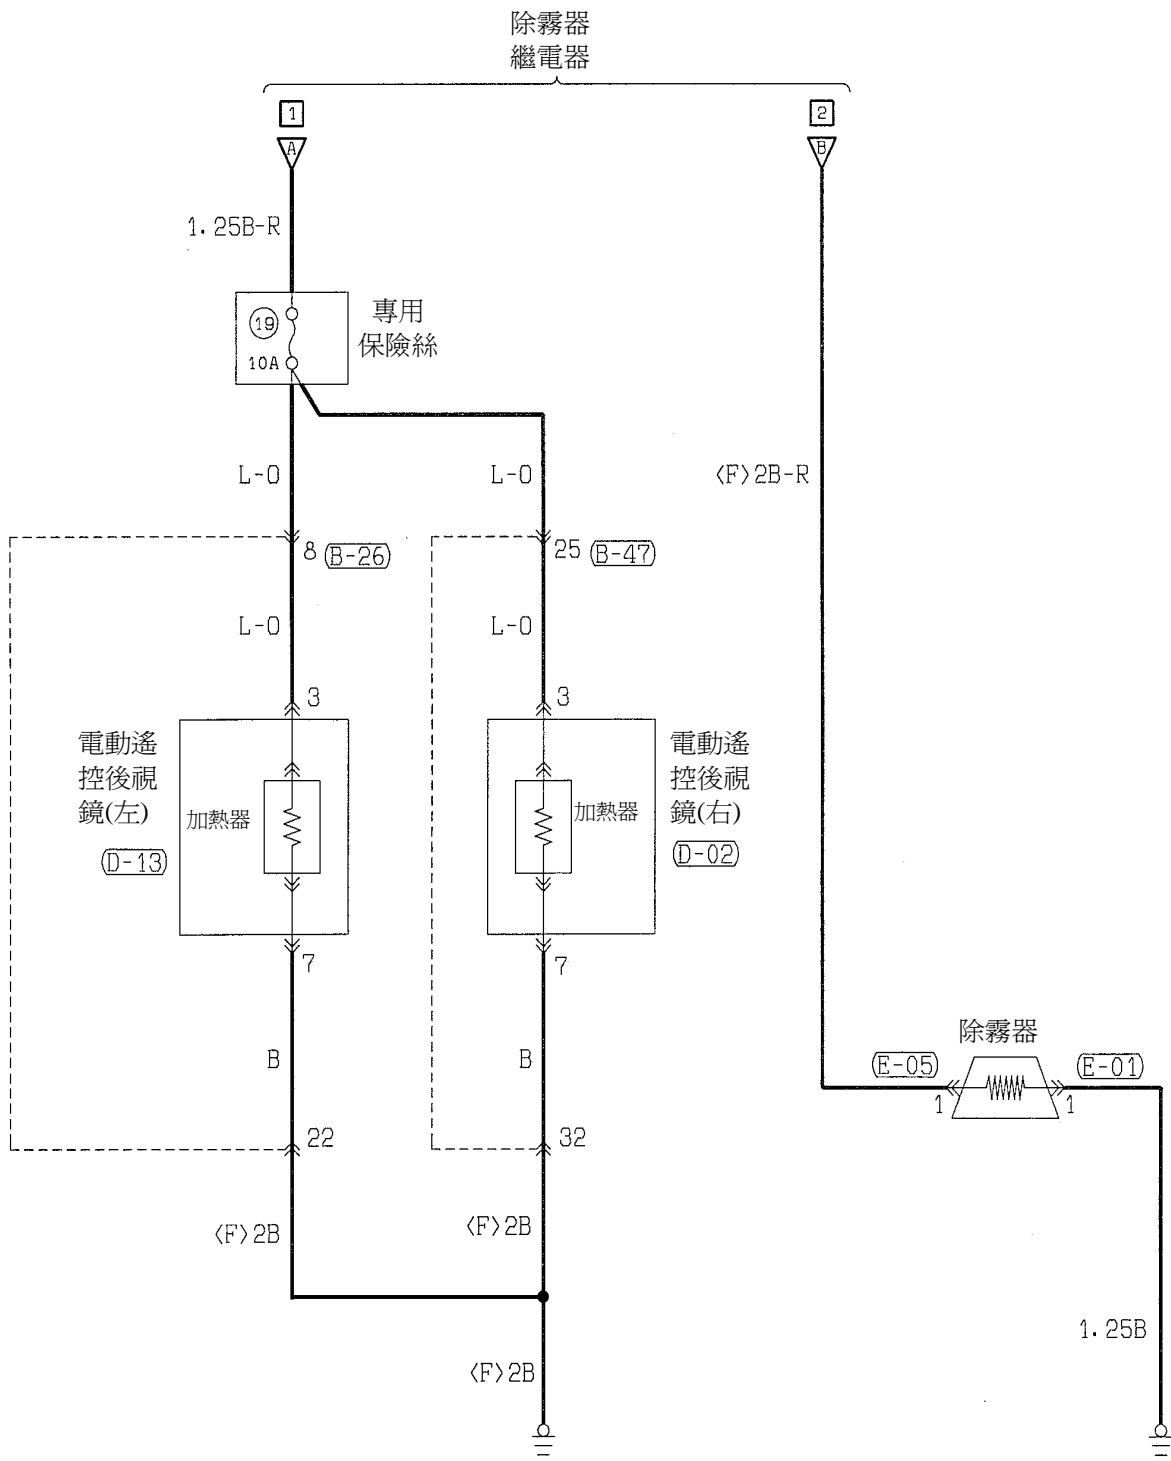 除霧器
繼電器
1
2
A
B
1.25B-R
19
10A
專用
保險絲
L-O
L-O
<F>2B-R
8 (B-26)
25 (B-47)
L-O
L-O
3
3
電動遙
控後視
鏡(左)
(D-13)
加熱器
加熱器
電動遙
控後視
鏡(右)
(D-02)
7
7
除霧器
(E-05)
(E-01)
1
1
B
B
22
32
<F>2B
<F>2B
1.25B
<F>2B